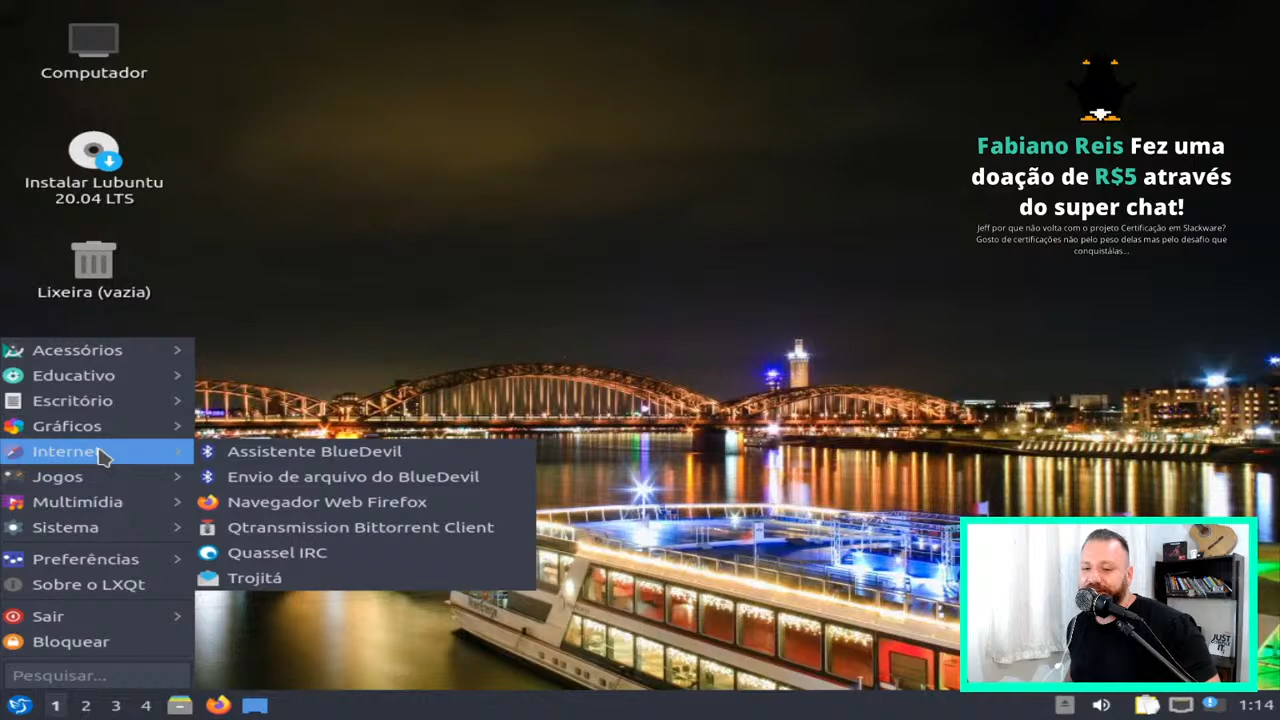 Computador
Instalar Lubuntu
20.04 LTS
Lixeira (vazia)
Fabiano Reis Fez uma
doação de R$5 através
do super chat!
Jeff por que não volta com o projeto Certificação em Slackware?
Gosto de certificações não pelo peso delas mas pelo desafio que
conquistálas...
Acessórios
Educativo
Escritório
Gráficos
Internet
Jogos
Multimídia
Sistema
Preferências
Sobre o LXQt
Sair
Bloquear
Pesquisar...
Assistente BlueDevil
Envio de arquivo do BlueDevil
Navegador Web Firefox
Qtransmission Bittorrent Client
Quassel IRC
Trojitá
1 2 3 4
1:14